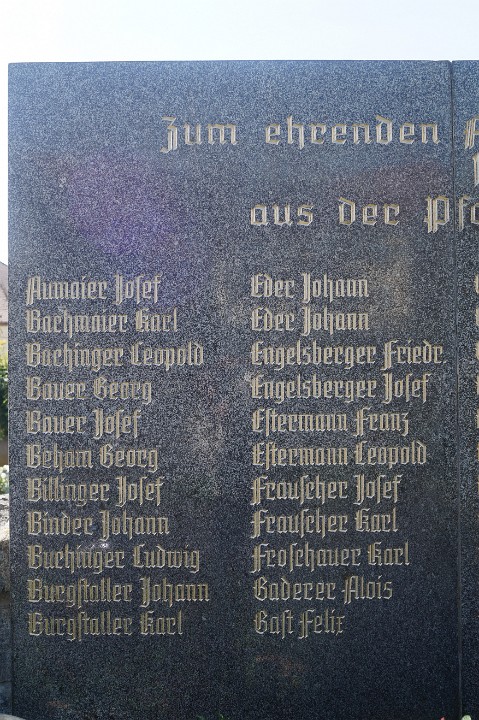 Zum ehrenden
aus der
Aumaier Josef
Bachmaier Karl
Bachinger Leopold
Bauer Georg
Bauer Josef
Beham Georg
Billinger Josef
Binder Johann
Buchinger Ludwig
Burgstaller Johann
Burgstaller Karl
Eder Johann
Eder Johann
Engelsberger Friedr.
Engelsberger Josef
Estermann Franz
Estermann Leopold
Frauscher Josef
Frauscher Karl
Froschauer Karl
Gaderer Alois
Gast Felix